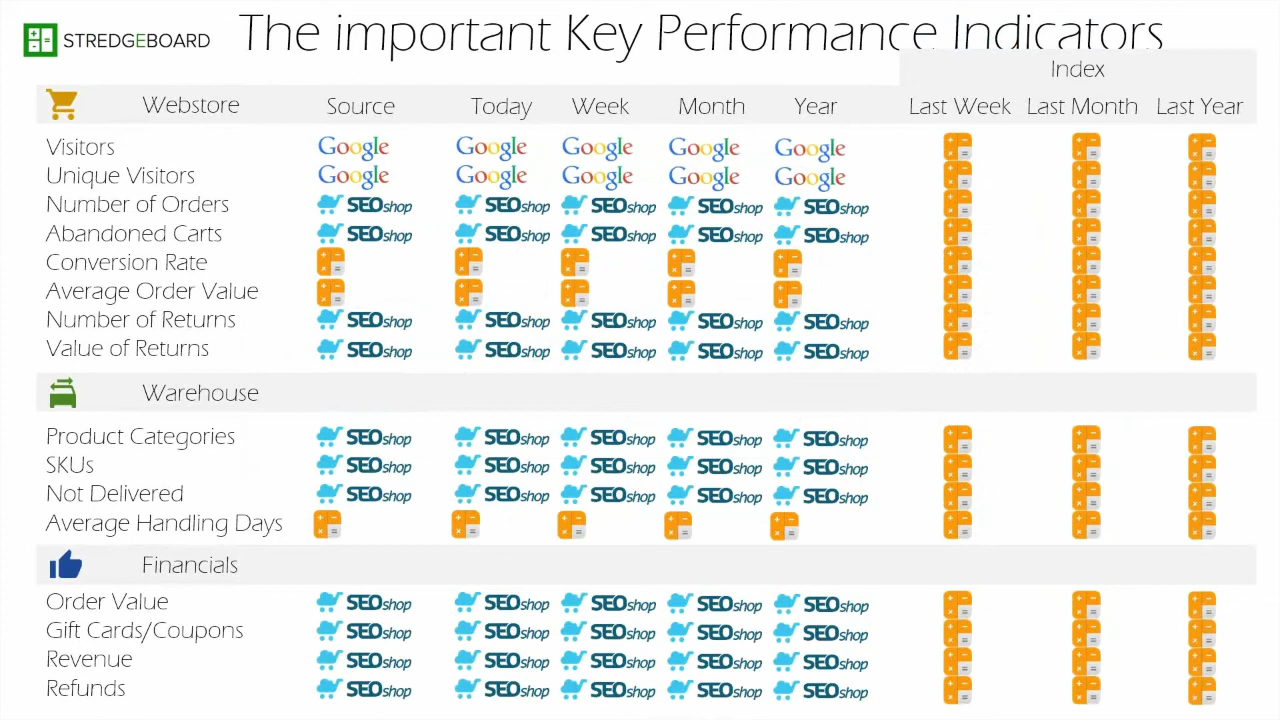 STREDGEBOARD The important Key Performance Indicators
Index
Webstore Source Today Week Month Year Last Week Last Month Last Year
Visitors Google Google Google Google Google
Unique Visitors Google Google Google Google Google
Number of Orders SEOshop SEOshop SEOshop SEOshop SEOshop
Abandoned Carts SEOshop SEOshop SEOshop SEOshop SEOshop
Conversion Rate
Average Order Value
Number of Returns SEOshop SEOshop SEOshop SEOshop SEOshop
Value of Returns SEOshop SEOshop SEOshop SEOshop SEOshop
Warehouse
Product Categories SEOshop SEOshop SEOshop SEOshop SEOshop
SKUs SEOshop SEOshop SEOshop SEOshop SEOshop
Not Delivered SEOshop SEOshop SEOshop SEOshop SEOshop
Average Handling Days
Financials
Order Value SEOshop SEOshop SEOshop SEOshop SEOshop
Gift Cards/Coupons SEOshop SEOshop SEOshop SEOshop SEOshop
Revenue SEOshop SEOshop SEOshop SEOshop SEOshop
Refunds SEOshop SEOshop SEOshop SEOshop SEOshop